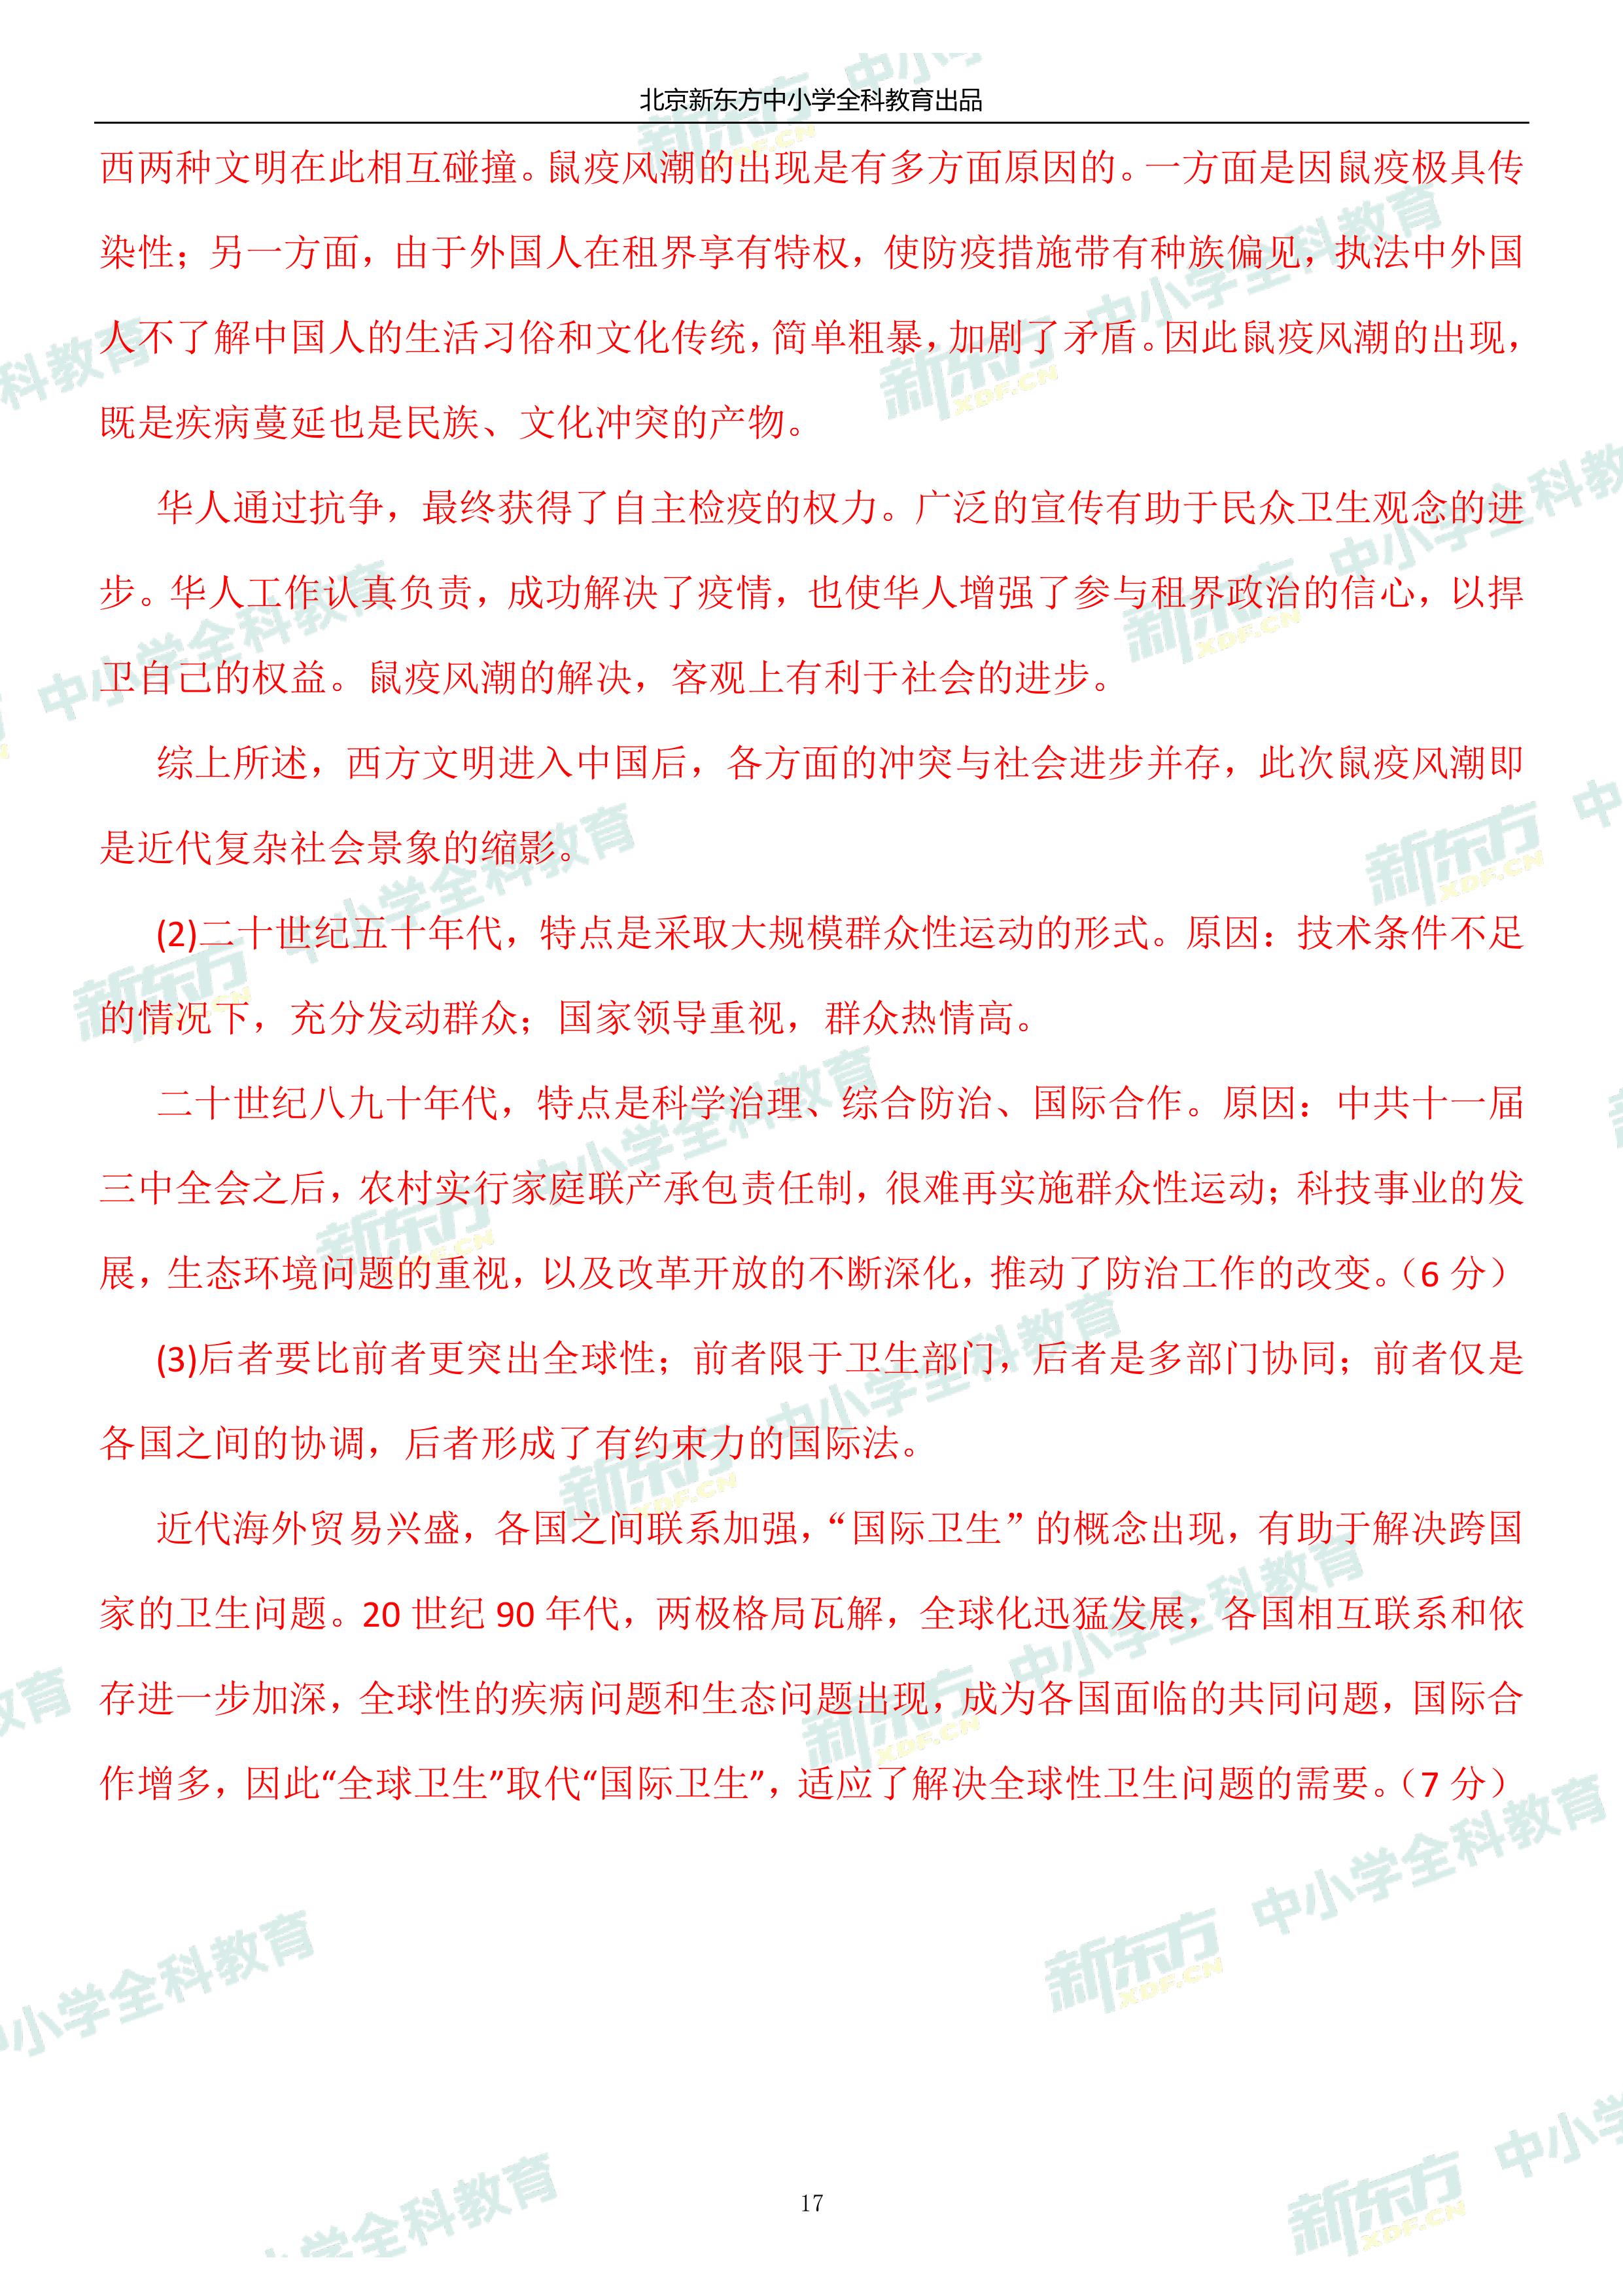 北京新东方中小学全科教育出品
西两种文明在此相互碰撞。鼠疫风潮的出现是有多方面原因的。一方面是因鼠疫极具传
染性；另一方面，由于外国人在租界享有特权，使防疫措施带有种族偏见，执法中外国
人不了解中国人的生活习俗和文化传统，简单粗暴，加剧了矛盾。因此鼠疫风潮的出现，
既是疾病蔓延也是民族、文化冲突的产物。
华人通过抗争，最终获得了自主检疫的权力。广泛的宣传有助于民众卫生观念的进
步。华人工作认真负责，成功解决了疫情，也使华人增强了参与租界政治的信心，以捍
卫自己的权益。鼠疫风潮的解决，客观上有利于社会的进步。
综上所述，西方文明进入中国后，各方面的冲突与社会进步并存，此次鼠疫风潮即
是近代复杂社会景象的缩影。
(2)二十世纪五十年代，特点是采取大规模群众性运动的形式。原因：技术条件不足
的情况下，充分发动群众；国家领导重视，群众热情高。
二十世纪八九十年代，特点是科学治理、综合防治、国际合作。原因：中共十一届
三中全会之后，农村实行家庭联产承包责任制，很难再实施群众性运动；科技事业的发
展，生态环境问题的重视，以及改革开放的不断深化，推动了防治工作的改变。（6 分）
(3)后者要比前者更突出全球性；前者限于卫生部门，后者是多部门协同；前者仅是
各国之间的协调，后者形成了有约束力的国际法。
近代海外贸易兴盛，各国之间联系加强，“国际卫生”的概念出现，有助于解决跨国
家的卫生问题。20 世纪 90 年代，两极格局瓦解，全球化迅猛发展，各国相互联系和依
存进一步加深，全球性的疾病问题和生态问题出现，成为各国面临的共同问题，国际合
作增多，因此“全球卫生”取代“国际卫生”，适应了解决全球性卫生问题的需要。（7 分）
17
新东方 XDF.CN 中小学全科教育